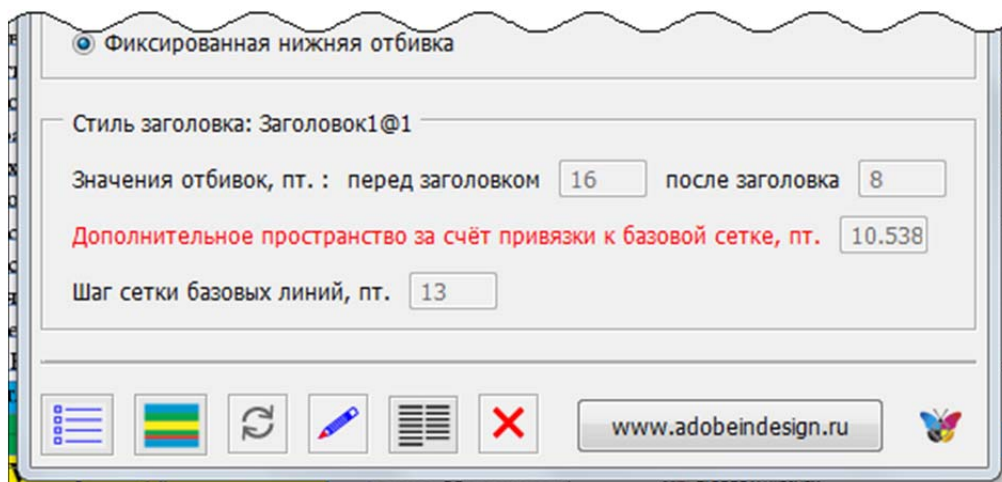 Фиксированная нижняя отбивка
Стиль заголовка: Заголовок1@1
Значения отбивок, пт. : перед заголовком 16 после заголовка 8
Дополнительное пространство за счёт привязки к базовой сетке, пт. 10.538
Шаг сетки базовых линий, пт. 13
www.adobeindesign.ru